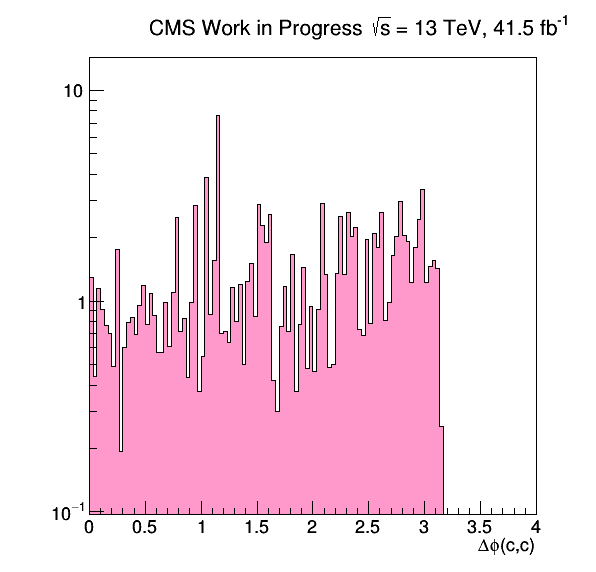 CMS Work in Progress √s = 13 TeV, 41.5 fb⁻¹
10
1
10⁻¹
0 0.5 1 1.5 2 2.5 3 3.5 4
Δϕ(c,c)